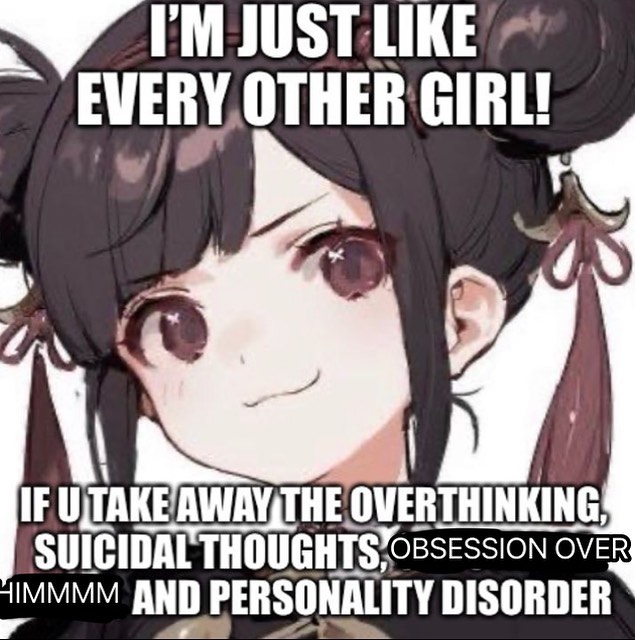 I'M JUST LIKE
EVERY OTHER GIRL!
IF U TAKE AWAY THE OVERTHINKING,
SUICIDAL THOUGHTS, OBSESSION OVER
HIMMMM AND PERSONALITY DISORDER